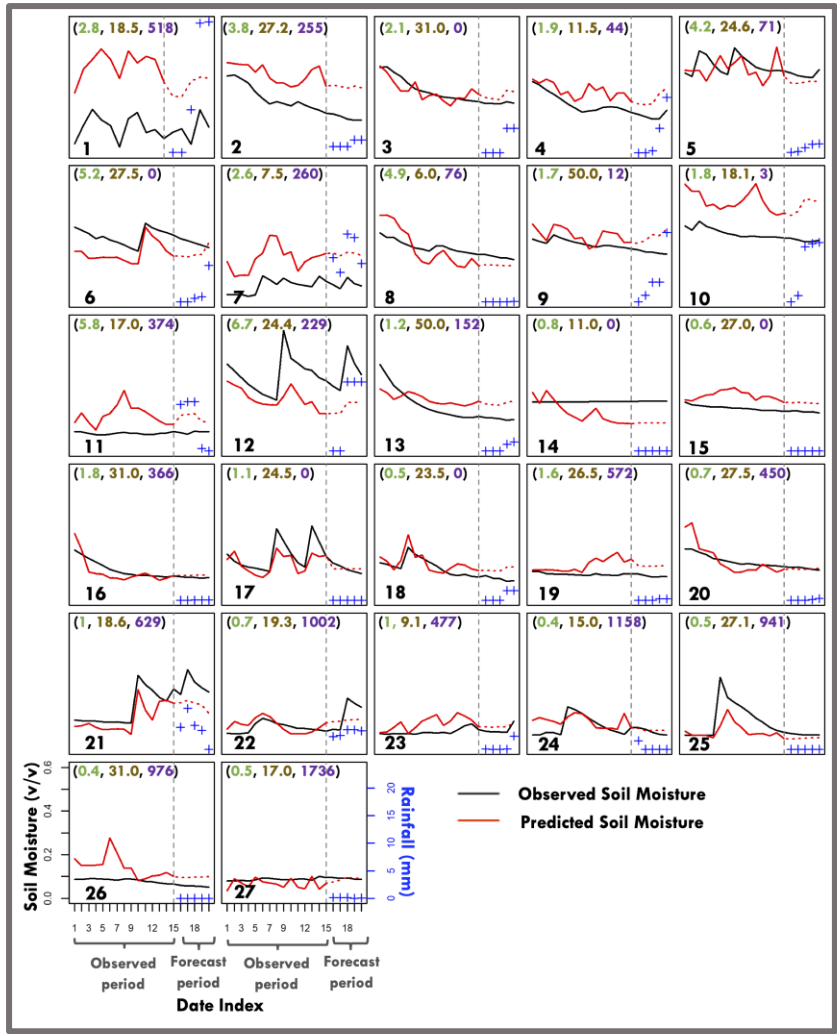 (2.8, 18.5, 518) (3.8, 27.2, 255) (2.1, 31.0, 0) (1.9, 11.5, 44) (4.2, 24.6, 71)
1 2 3 4 5
(5.2, 27.5, 0) (2.6, 7.5, 260) (4.9, 6.0, 76) (1.7, 50.0, 12) (1.8, 18.1, 3)
6 7 8 9 10
(5.8, 17.0, 374) (6.7, 24.4, 229) (1.2, 50.0, 152) (0.8, 11.0, 0) (0.6, 27.0, 0)
11 12 13 14 15
(1.8, 31.0, 366) (1.1, 24.5, 0) (0.5, 23.5, 0) (1.6, 26.5, 572) (0.7, 27.5, 450)
16 17 18 19 20
(1, 18.6, 629) (0.7, 19.3, 1002) (1, 9.1, 477) (0.4, 15.0, 1158) (0.5, 27.1, 941)
21 22 23 24 25
(0.4, 31.0, 976) (0.5, 17.0, 1736)
26 27
Soil Moisture (v/v)
0.6
0.4
0.2
0.0
Rainfall (mm)
20
15
10
5
0
Observed Soil Moisture
Predicted Soil Moisture
1 3 5 7 9 12 15 18 1 3 5 7 9 12 15 18
Observed period Forecast period Observed period Forecast period
Date Index